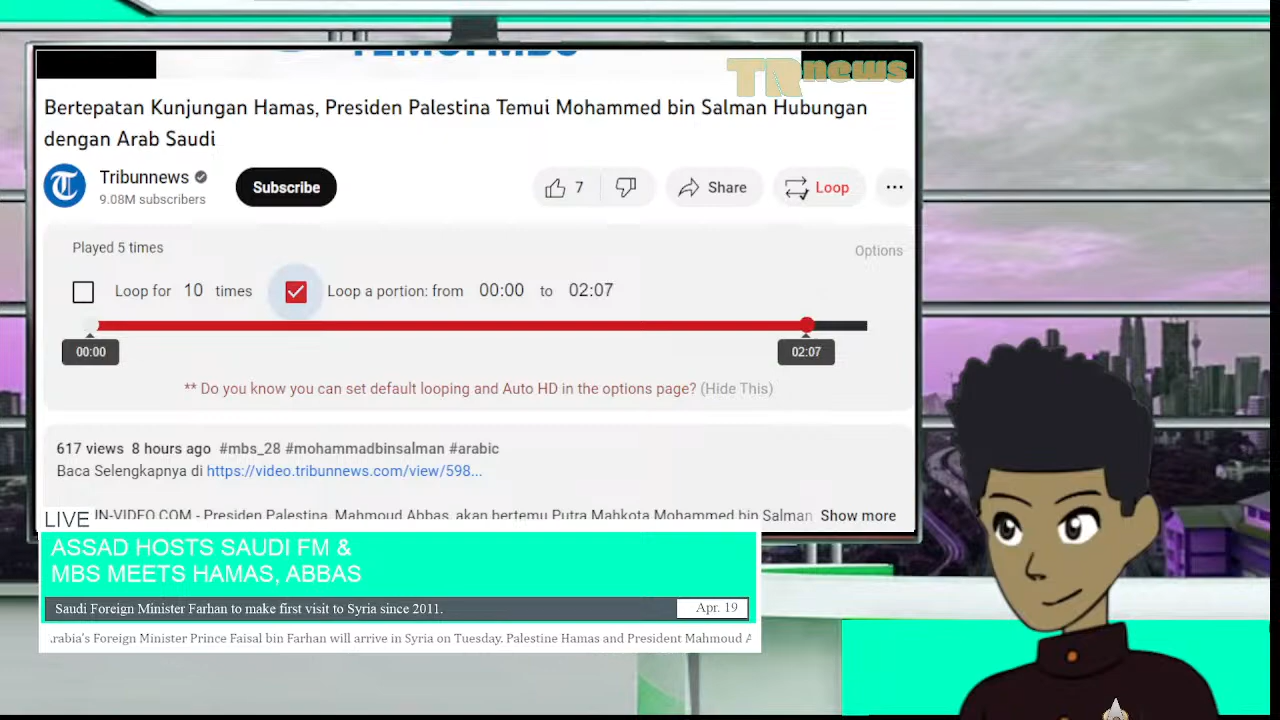 TEMUI MBS
TRnews
Bertepatan Kunjungan Hamas, Presiden Palestina Temui Mohammed bin Salman Hubungan
dengan Arab Saudi
Tribunnews
9.08M subscribers
Subscribe
7
Share
Loop
...
Played 5 times
Options
Loop for 10 times
Loop a portion: from 00:00 to 02:07
00:00
02:07
** Do you know you can set default looping and Auto HD in the options page? (Hide This)
617 views 8 hours ago #mbs_28 #mohammadbinsalman #arabic
Baca Selengkapnya di https://video.tribunnews.com/view/598...
IN-VIDEO.COM - Presiden Palestina, Mahmoud Abbas, akan bertemu Putra Mahkota Mohammed bin Salman Show more
LIVE
ASSAD HOSTS SAUDI FM &
MBS MEETS HAMAS, ABBAS
Saudi Foreign Minister Farhan to make first visit to Syria since 2011.
Apr. 19
rabia's Foreign Minister Prince Faisal bin Farhan will arrive in Syria on Tuesday. Palestine Hamas and President Mahmoud A